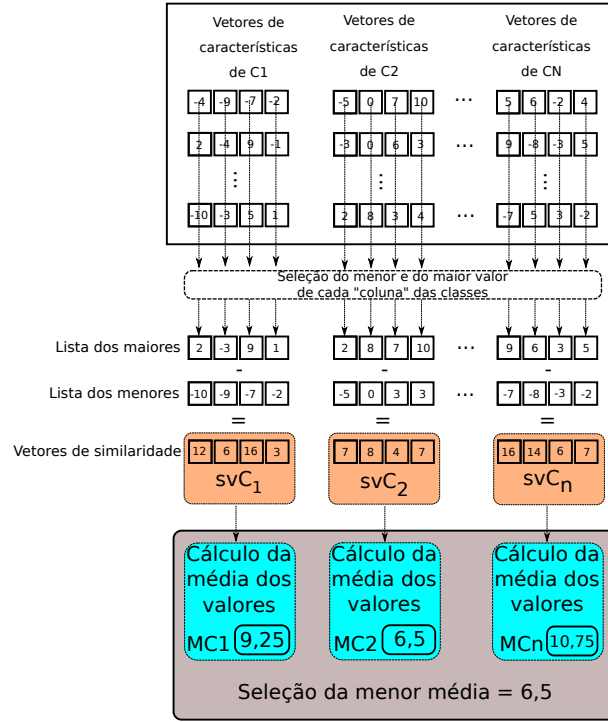 Vetores de Vetores de Vetores de
características características características
de C1 de C2 de CN
-4 -9 -7 -2 -5 0 7 10 ... 5 6 -2 4
2 -4 9 -1 -3 0 6 3 9 -8 -3 5
... ... ...
-10 -3 5 1 2 8 3 4 ... -7 5 3 -2
Seleção do menor e do maior valor
de cada "coluna" das classes
Lista dos maiores 2 -3 9 1 2 8 7 10 ... 9 6 3 5
- - -
Lista dos menores -10 -9 -7 -2 -5 0 3 3 ... -7 -8 -3 -2
= = =
Vetores de similaridade 12 6 16 3 7 8 4 7 16 14 6 7
svC1 svC2 svCn
Cálculo da Cálculo da Cálculo da
média dos média dos média dos
valores valores valores
MC1 9,25 MC2 6,5 MCn 10,75
Seleção da menor média = 6,5